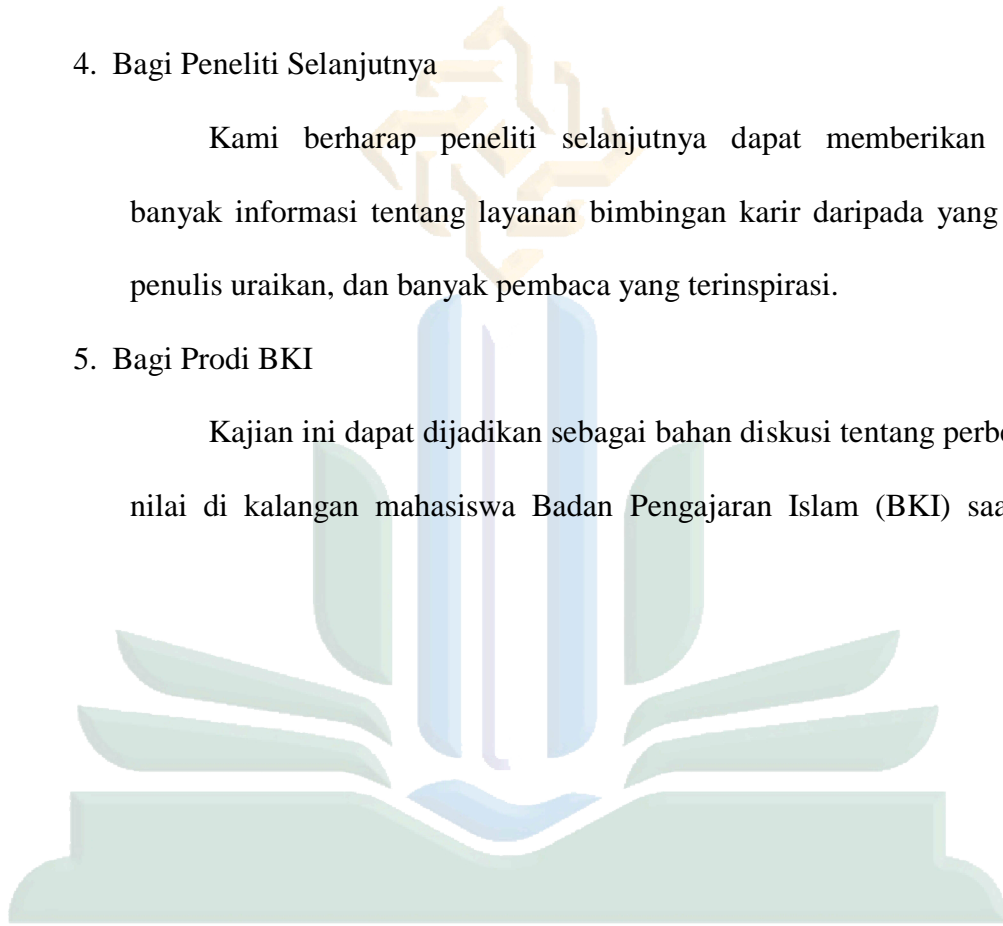 4. Bagi Peneliti Selanjutnya
Kami berharap peneliti selanjutnya dapat memberikan
banyak informasi tentang layanan bimbingan karir daripada yang
penulis uraikan, dan banyak pembaca yang terinspirasi.
5. Bagi Prodi BKI
Kajian ini dapat dijadikan sebagai bahan diskusi tentang
nilai di kalangan mahasiswa Badan Pengajaran Islam (BKI)